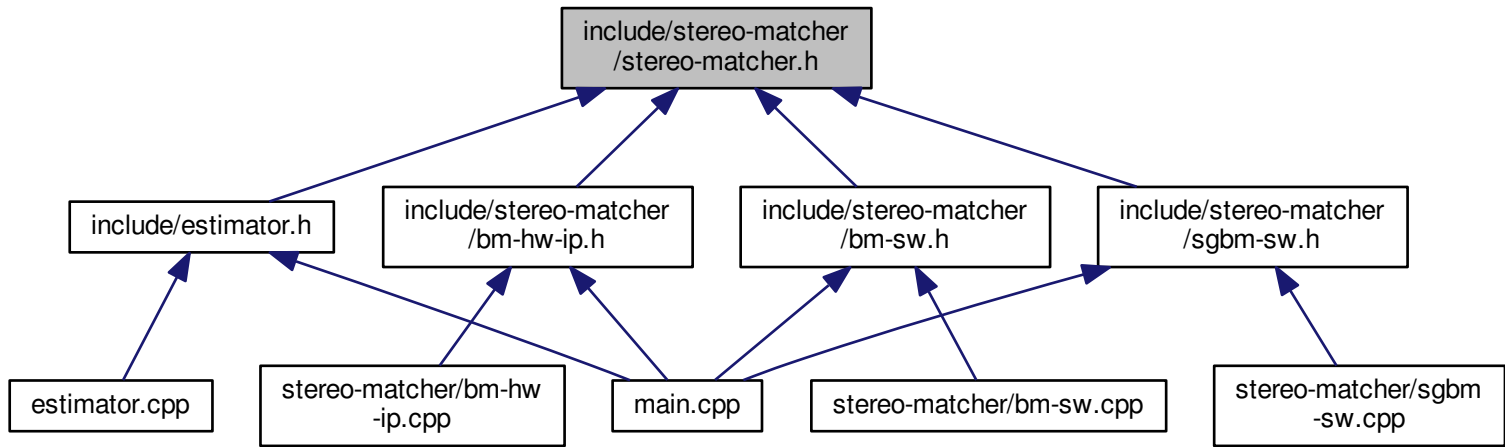 include/stereo-matcher
/stereo-matcher.h
include/estimator.h
include/stereo-matcher
/bm-hw-ip.h
include/stereo-matcher
/bm-sw.h
include/stereo-matcher
/sgbm-sw.h
estimator.cpp
stereo-matcher/bm-hw
-ip.cpp
main.cpp
stereo-matcher/bm-sw.cpp
stereo-matcher/sgbm
-sw.cpp